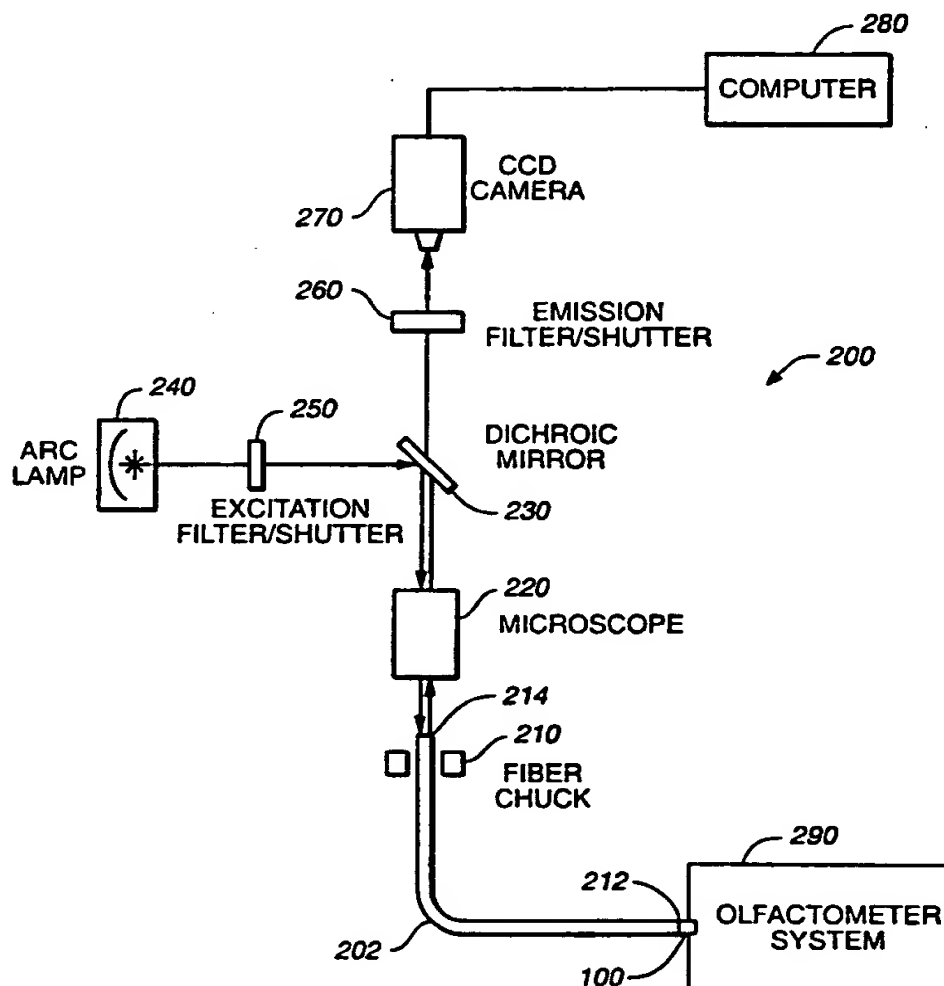 280
COMPUTER
CCD
CAMERA
270
260
EMISSION
FILTER/SHUTTER
200
240
250
ARC
LAMP
DICHROIC
MIRROR
EXCITATION
FILTER/SHUTTER
230
220
MICROSCOPE
214
210
FIBER
CHUCK
290
212
OLFACTOMETER
SYSTEM
202
100